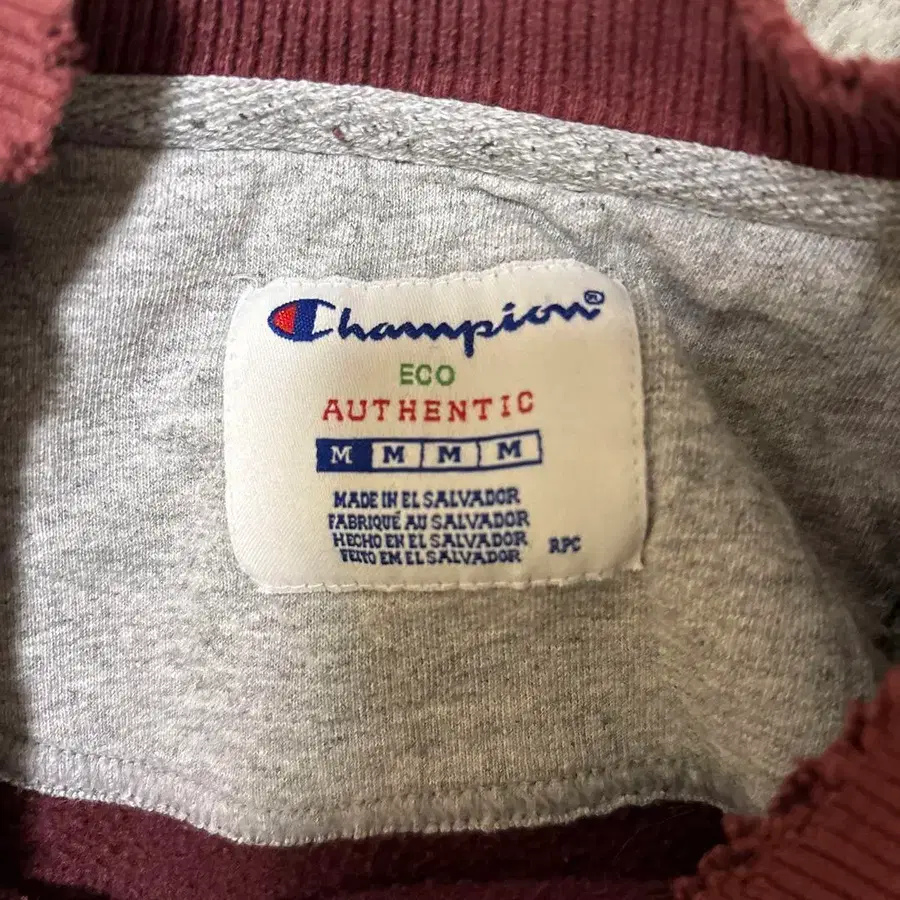 Champion®
ECO
AUTHENTIC
M M M M
MADE IN EL SALVADOR
FABRIQUÉ AU SALVADOR
HECHO EN EL SALVADOR
FEITO EM EL SALVADOR RPC